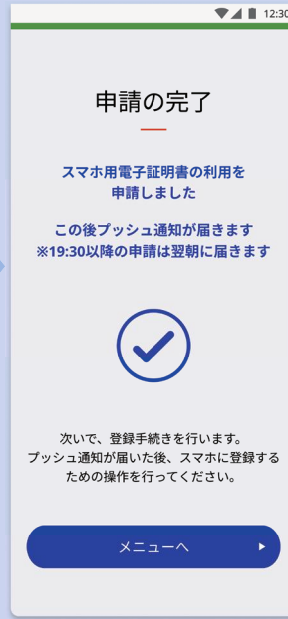 12:30
申請の完了
スマホ用電子証明書の利用を
申請しました
この後プッシュ通知が届きます
※19:30以降の申請は翌朝に届きます
次いで、登録手続きを行います。
プッシュ通知が届いた後、スマホに登録する
ための操作を行ってください。
メニューへ